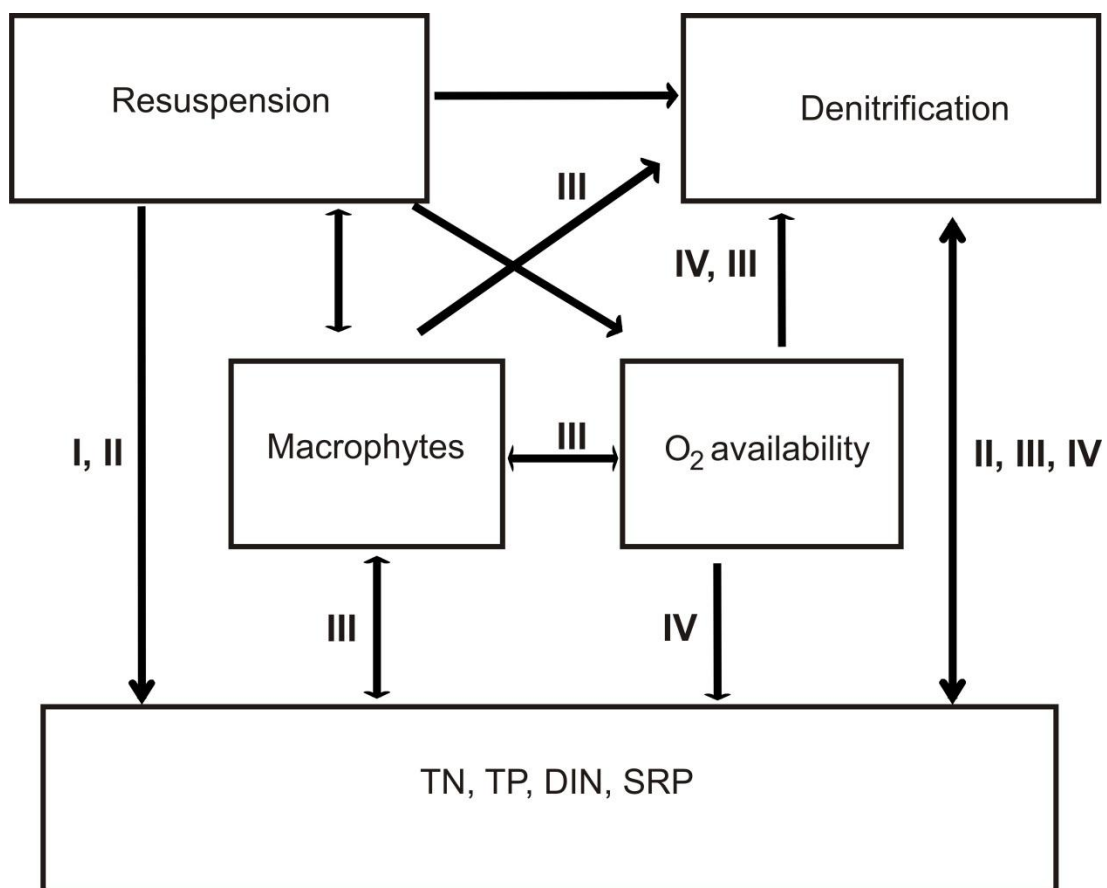 Resuspension
Denitrification
III
IV, III
I, II
Macrophytes
III
O₂ availability
II, III, IV
III
IV
TN, TP, DIN, SRP